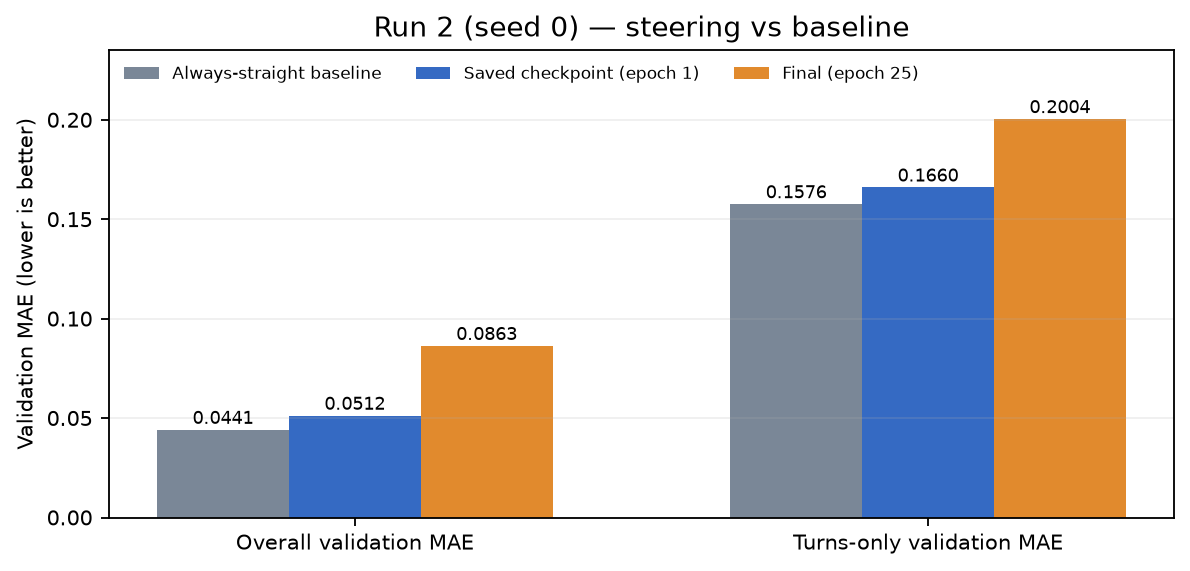 Run 2 (seed 0) — steering vs baseline
Always-straight baseline
Saved checkpoint (epoch 1)
Final (epoch 25)
Validation MAE (lower is better)
0.20
0.15
0.10
0.05
0.00
0.0441
0.0512
0.0863
0.1576
0.1660
0.2004
Overall validation MAE
Turns-only validation MAE